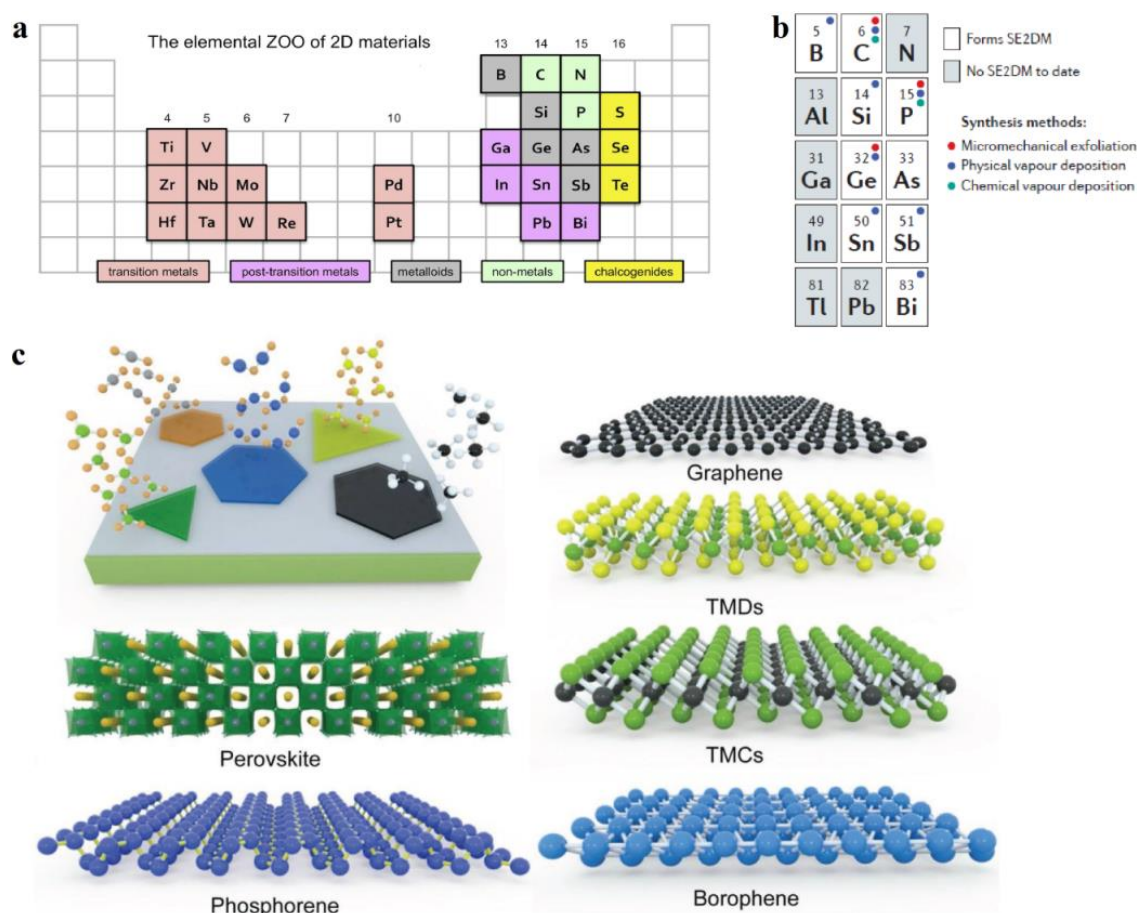 a
The elemental ZOO of 2D materials
13 14 15 16
B C N
4 5 6 7 10
Si P S
Ti V Ga Ge As Se
Zr Nb Mo Pd In Sn Sb Te
Hf Ta W Re Pt Pb Bi
transition metals post-transition metals metalloids non-metals chalcogenides
b
5 6 7
B C N
13 14 15
Al Si P
31 32 33
Ga Ge As
49 50 51
In Sn Sb
81 82 83
Tl Pb Bi
Forms SE2DM
No SE2DM to date
Synthesis methods:
Micromechanical exfoliation
Physical vapour deposition
Chemical vapour deposition
c
Graphene
TMDs
Perovskite
TMCs
Phosphorene
Borophene